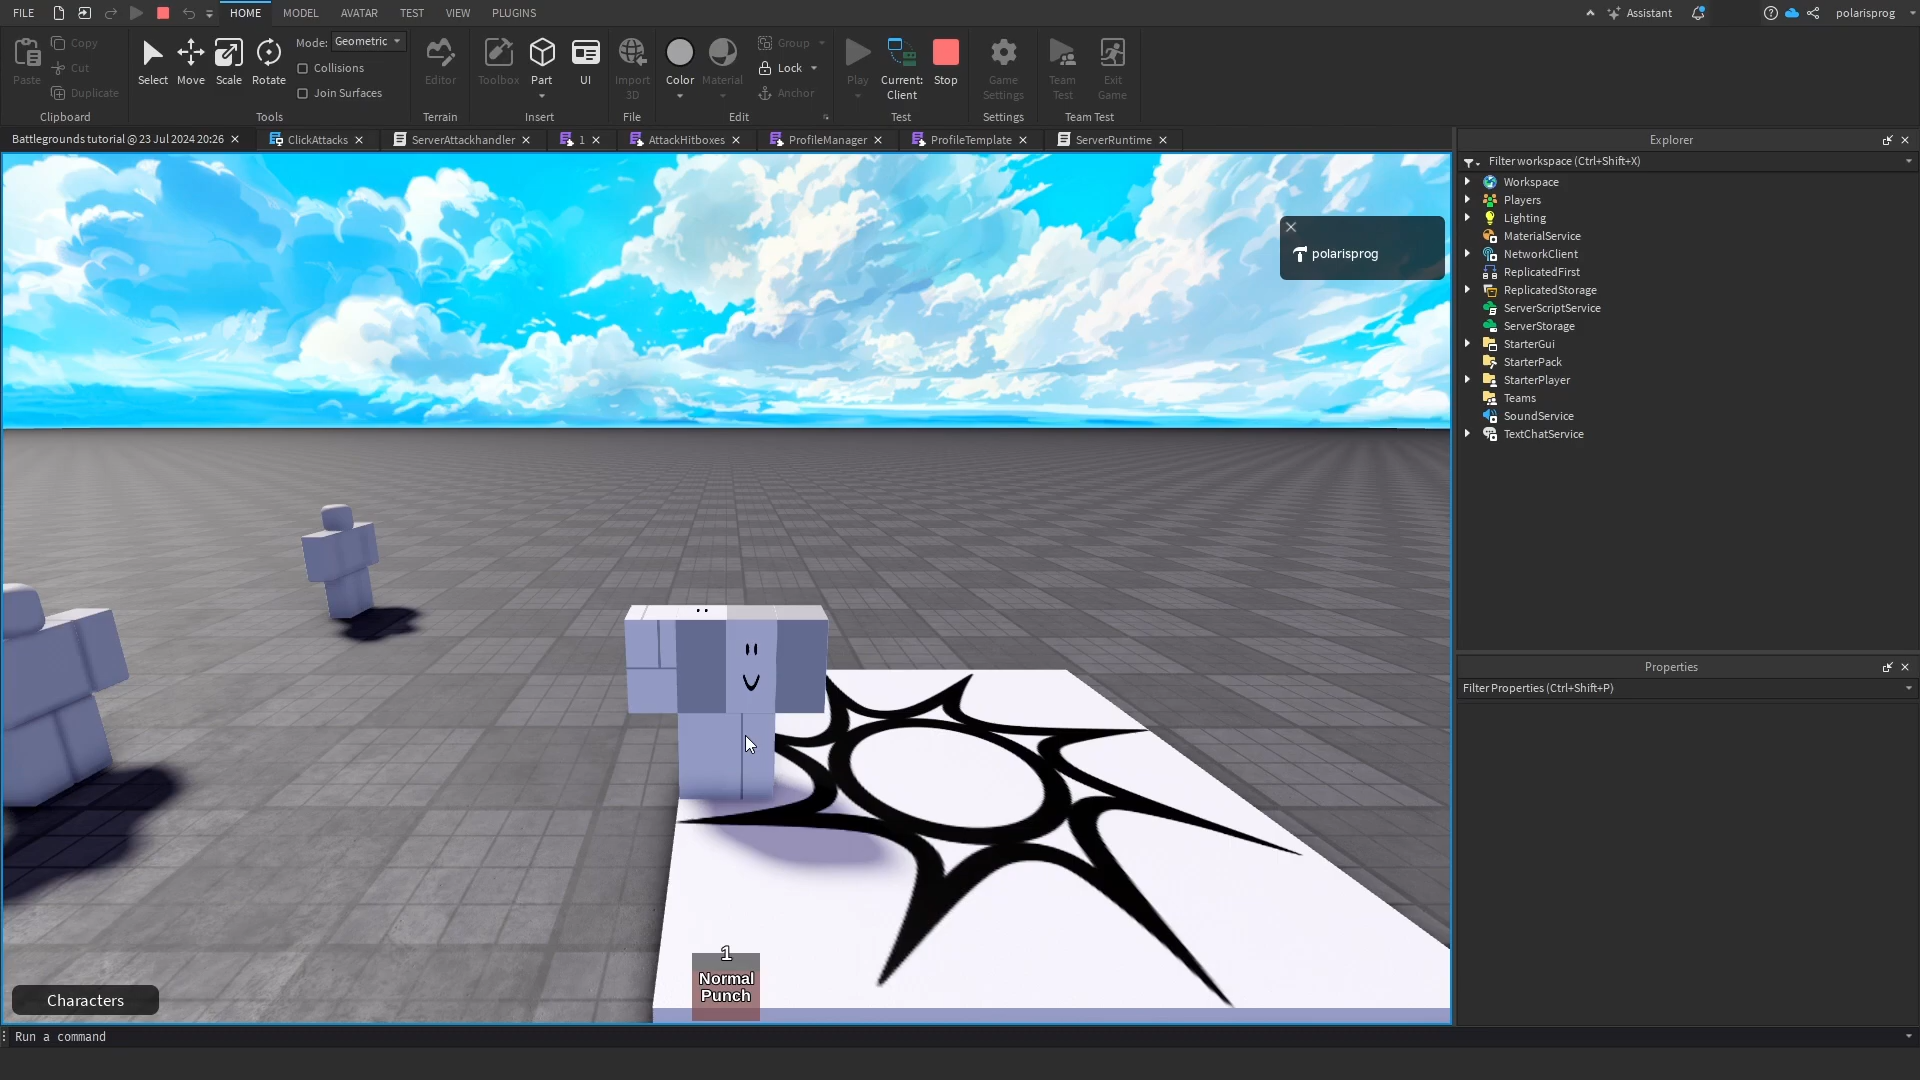 FILE HOME MODEL AVATAR TEST VIEW PLUGINS Assistant polarisprog
Paste
Copy
Cut
Duplicate
Clipboard
Select Move Scale Rotate
Mode: Geometric
Collisions
Join Surfaces
Tools
Editor
Terrain
Toolbox Part UI
Insert
Import
3D
File
Color Material
Group
Lock
Anchor
Edit
Play
Current:
Client
Stop
Test
Game
Settings
Settings
Team
Test
Exit
Game
Team Test
Battlegrounds tutorial @ 23 Jul 2024 20:26 ClickAttacks ServerAttackhandler 1 AttackHitboxes ProfileManager ProfileTemplate ServerRuntime
polarisprog
1
Normal
Punch
Characters
Explorer
Filter workspace (Ctrl+Shift+X)
Workspace
Players
Lighting
MaterialService
NetworkClient
ReplicatedFirst
ReplicatedStorage
ServerScriptService
ServerStorage
StarterGui
StarterPack
StarterPlayer
Teams
SoundService
TextChatService
Properties
Filter Properties (Ctrl+Shift+P)
Run a command